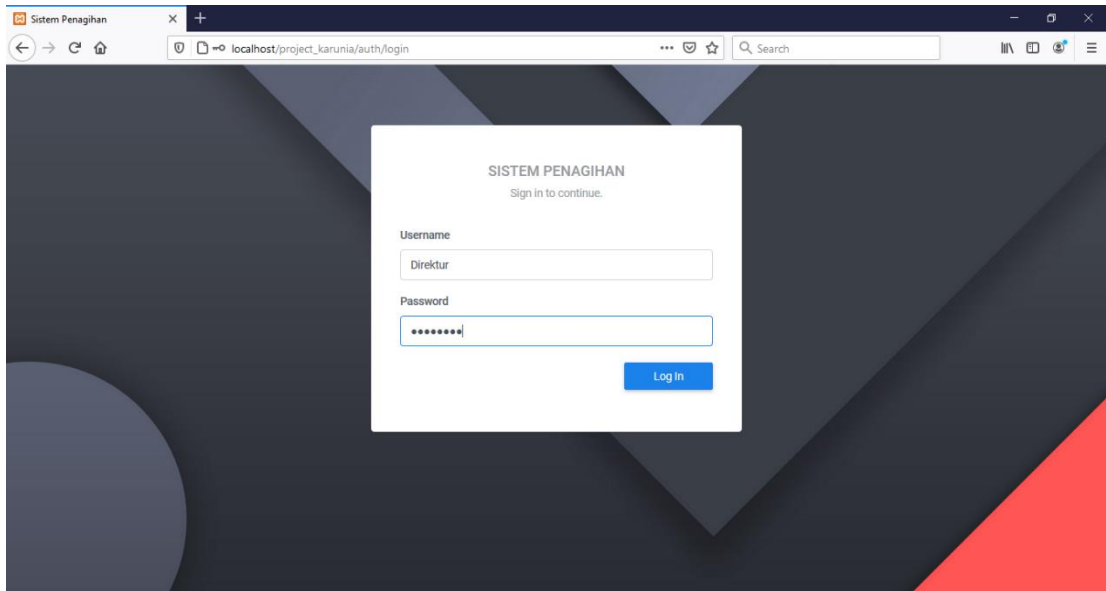 Sistem Penagihan
localhost/project_karunia/auth/login
Search
SISTEM PENAGIHAN
Sign in to continue.
Username
Direktur
Password
Log In